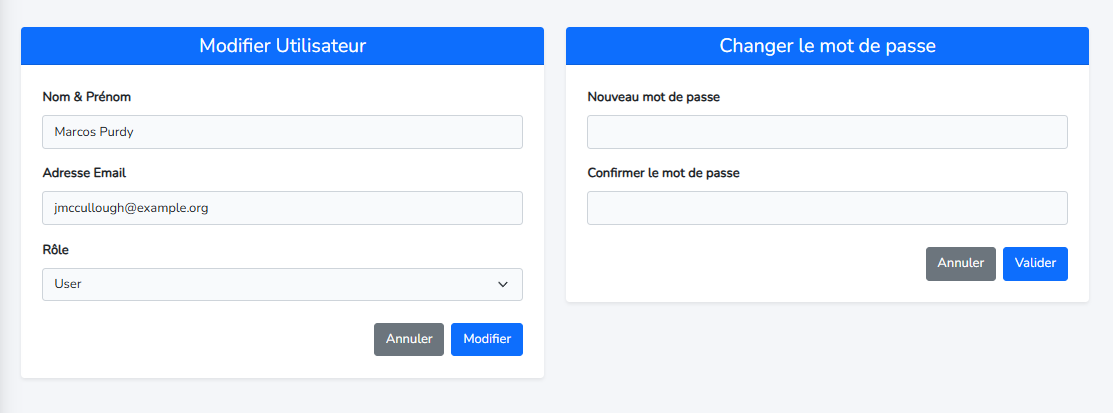 Modifier Utilisateur
Nom & Prénom
Marcos Purdy
Adresse Email
jmccullough@example.org
Rôle
User
Annuler Modifier
Changer le mot de passe
Nouveau mot de passe
Confirmer le mot de passe
Annuler Valider